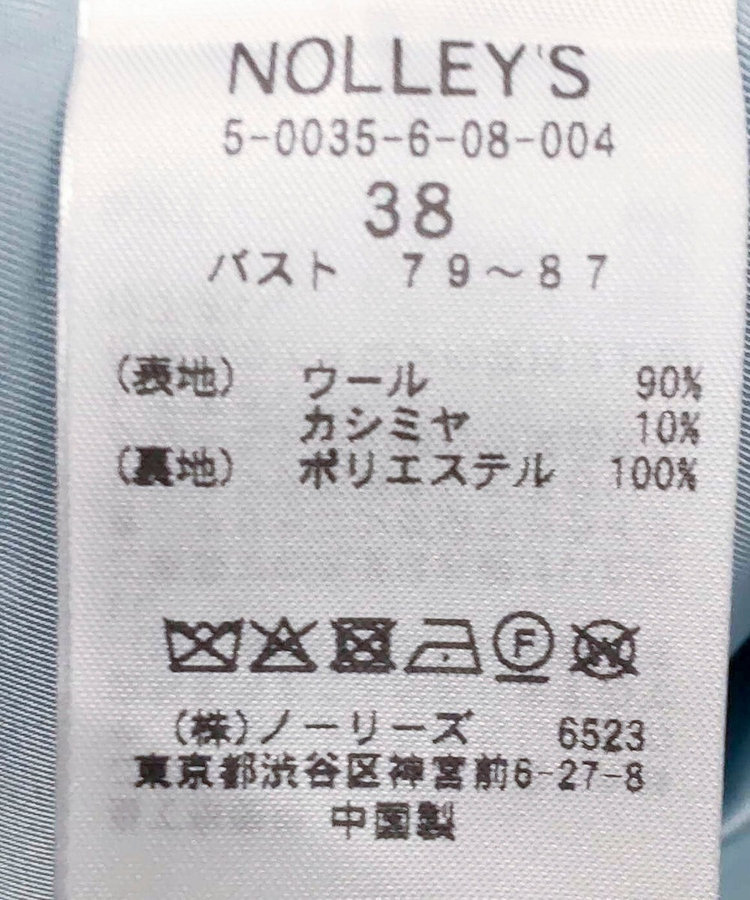 NOLLEY'S
5-0035-6-08-004
38
バスト 79～87
(表地) ウール 90%
カシミヤ 10%
(裏地) ポリエステル 100%
F
W
(株)ノーリーズ 6523
東京都渋谷区神宮前6-27-8
中国製